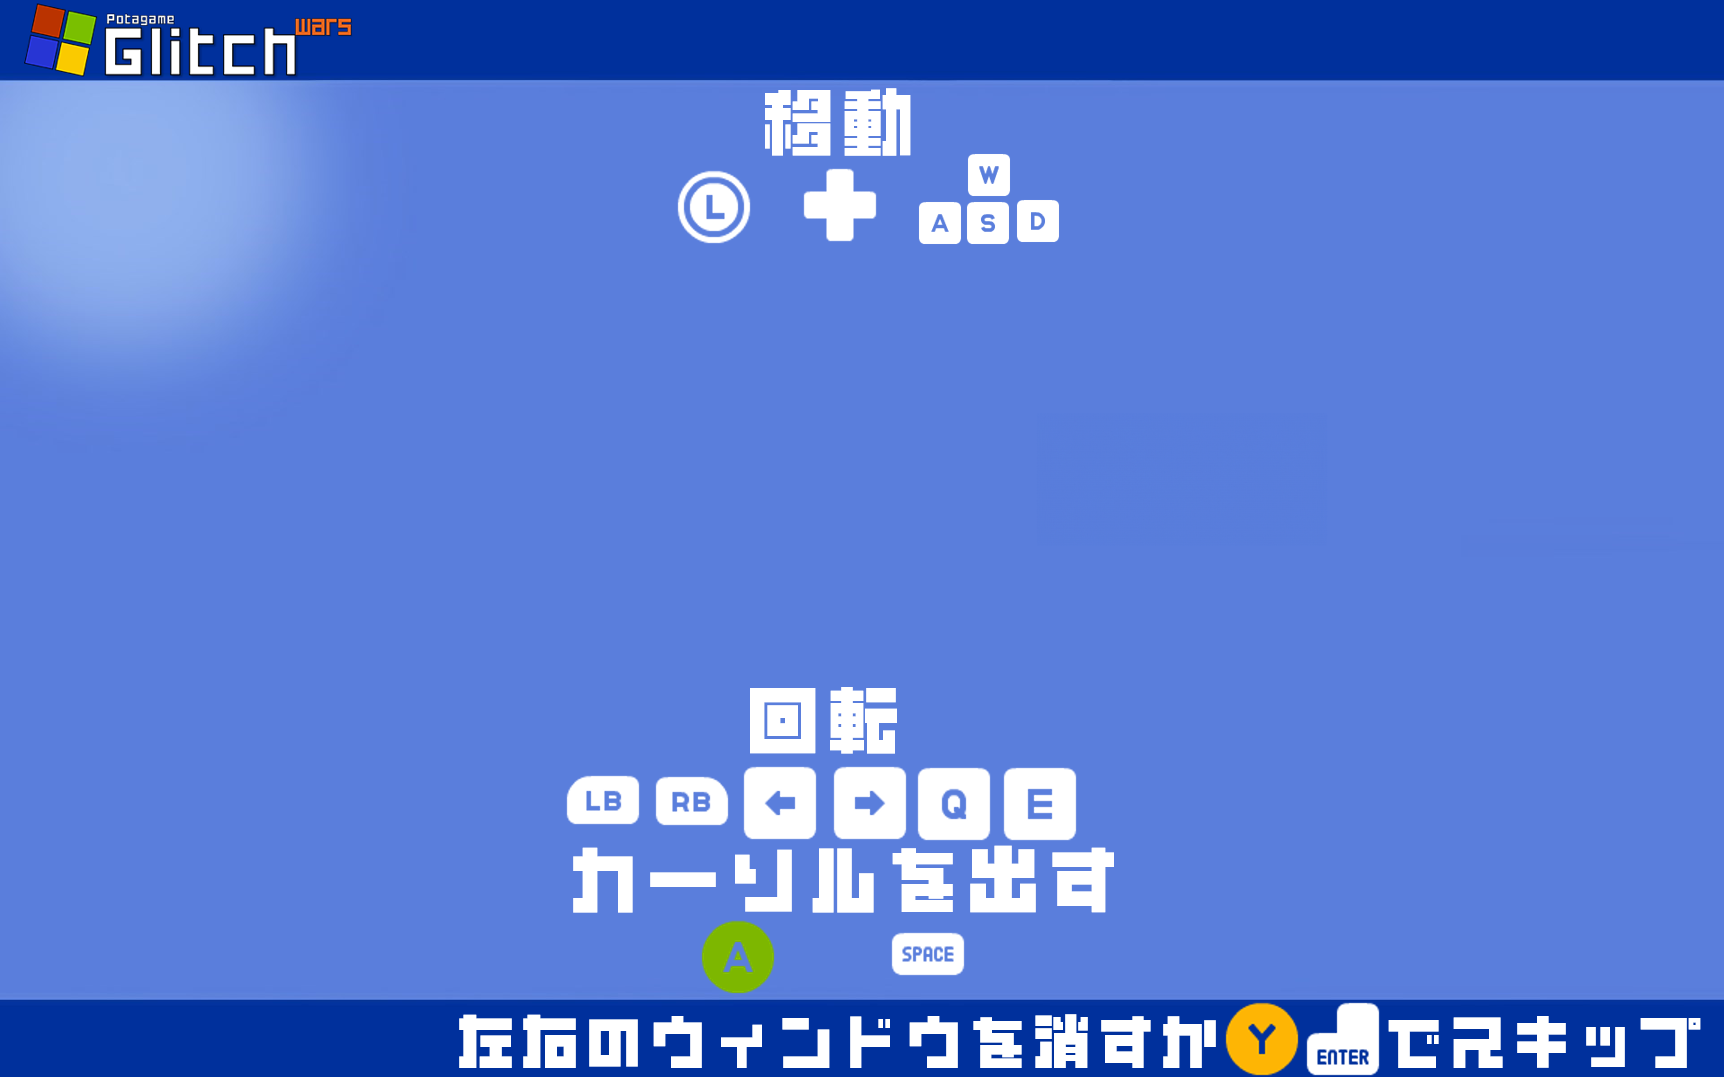 Potagame
Glitch wars
移動
L W
A S D
回転
LB RB ← → Q E
カーソルを出す
A SPACE
左右のウィンドウを消すか Y ENTER でスキップ